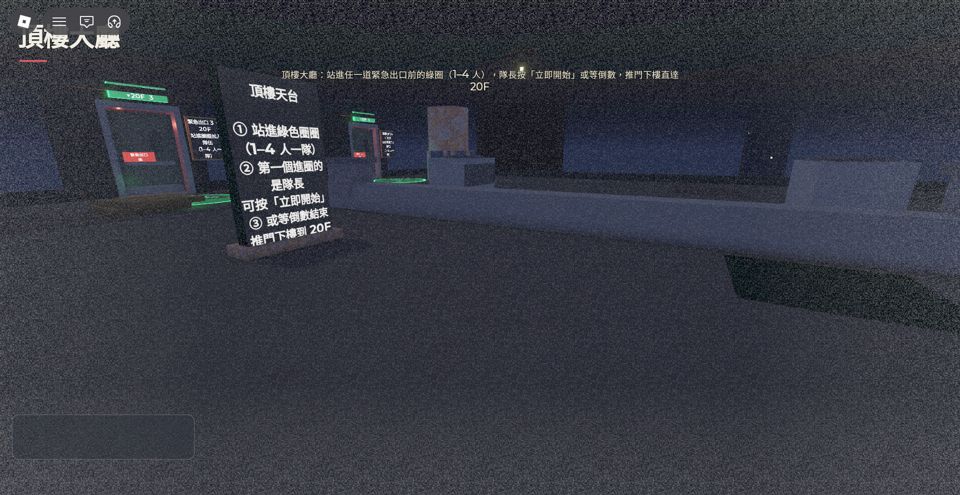 頂樓大廳
頂樓大廳：站進任一道緊急出口前的綠圈（1–4 人），隊長按「立即開始」或等倒數，推門下樓直達
20F
頂樓天台
① 站進綠色圈圈
（1–4 人一隊）
② 第一個進圈的
是隊長
可按「立即開始」
③ 或等倒數結束
推門下樓到 20F
緊急出口 3
20F